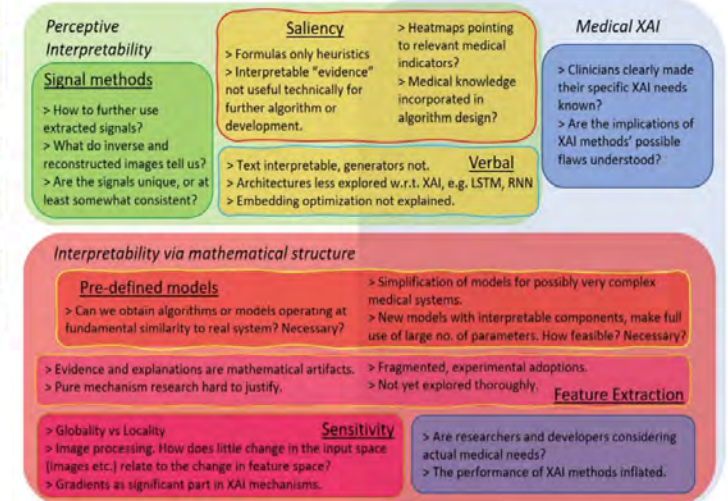 Perceptive
Interpretability
Signal methods
> How to further use
extracted signals?
> What do inverse and
reconstructed images tell us?
> Are the signals unique, or at
least somewhat consistent?
Saliency
> Formulas only heuristics
> Interpretable “evidence”
not useful technically for
further algorithm or
development.
> Heatmaps pointing
to relevant medical
indicators?
> Medical knowledge
incorporated in
algorithm design?
Verbal
> Text interpretable, generators not.
> Architectures less explored w.r.t. XAI, e.g. LSTM, RNN
> Embedding optimization not explained.
Medical XAI
> Clinicians clearly made
their specific XAI needs
known?
> Are the implications of
XAI methods’ possible
flaws understood?
Interpretability via mathematical structure
Pre-defined models
> Can we obtain algorithms or models operating at
fundamental similarity to real system? Necessary?
> Simplification of models for possibly very complex
medical systems.
> New models with interpretable components, make full
use of large no. of parameters. How feasible? Necessary?
> Evidence and explanations are mathematical artifacts.
> Pure mechanism research hard to justify.
> Fragmented, experimental adoptions.
> Not yet explored thoroughly.
Feature Extraction
Sensitivity
> Globality vs Locality
> Image processing. How does little change in the input space
(images etc.) relate to the change in feature space?
> Gradients as significant part in XAI mechanisms.
> Are researchers and developers considering
actual medical needs?
> The performance of XAI methods inflated.